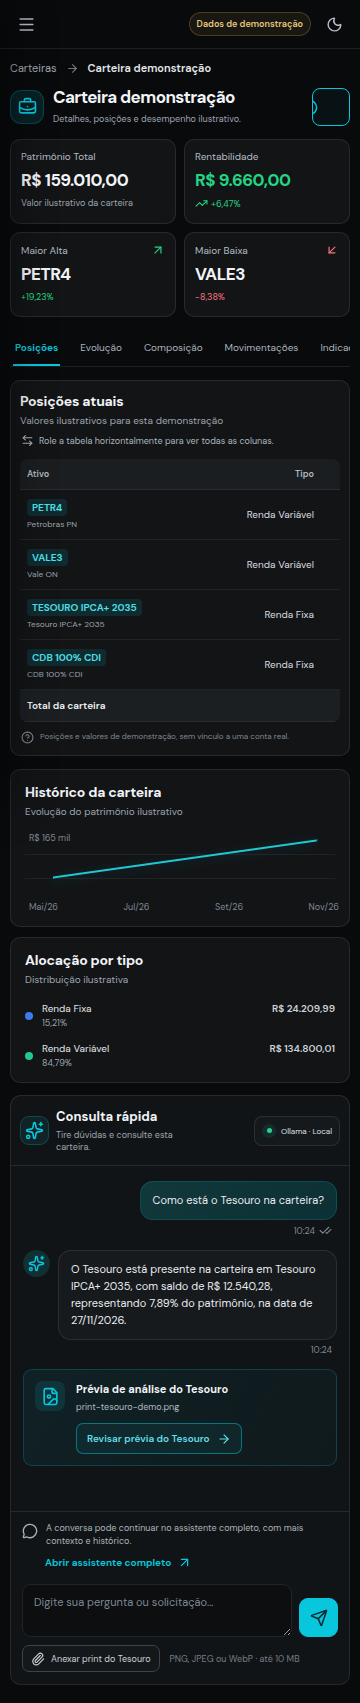 Dados de demonstração
Carteiras → Carteira demonstração
Carteira demonstração
Detalhes, posições e desempenho ilustrativo.
Patrimônio Total
R$ 159.010,00
Valor ilustrativo da carteira
Rentabilidade
R$ 9.660,00
+6,47%
Maior Alta
PETR4
+19,23%
Maior Baixa
VALE3
-8,38%
Posições Evolução Composição Movimentações Indica
Posições atuais
Valores ilustrativos para esta demonstração
Role a tabela horizontalmente para ver todas as colunas.
Ativo Tipo
PETR4
Petrobras PN
Renda Variável
VALE3
Vale ON
Renda Variável
TESOURO IPCA+ 2035
Tesouro IPCA+ 2035
Renda Fixa
CDB 100% CDI
CDB 100% CDI
Renda Fixa
Total da carteira
Posições e valores de demonstração, sem vínculo a uma conta real.
Histórico da carteira
Evolução do patrimônio ilustrativo
R$ 165 mil
Mai/26 Jul/26 Set/26 Nov/26
Alocação por tipo
Distribuição ilustrativa
Renda Fixa R$ 24.209,99
15,21%
Renda Variável R$ 134.800,01
84,79%
Consulta rápida
Tire dúvidas e consulte esta
carteira.
Ollama · Local
Como está o Tesouro na carteira?
10:24
O Tesouro está presente na carteira em Tesouro
IPCA+ 2035, com saldo de R$ 12.540,28,
representando 7,89% do patrimônio, na data de
27/11/2026.
10:24
Prévia de análise do Tesouro
print-tesouro-demo.png
Revisar prévia do Tesouro →
A conversa pode continuar no assistente completo, com mais
contexto e histórico.
Abrir assistente completo
Digite sua pergunta ou solicitação...
Anexar print do Tesouro
PNG, JPEG ou WebP · até 10 MB